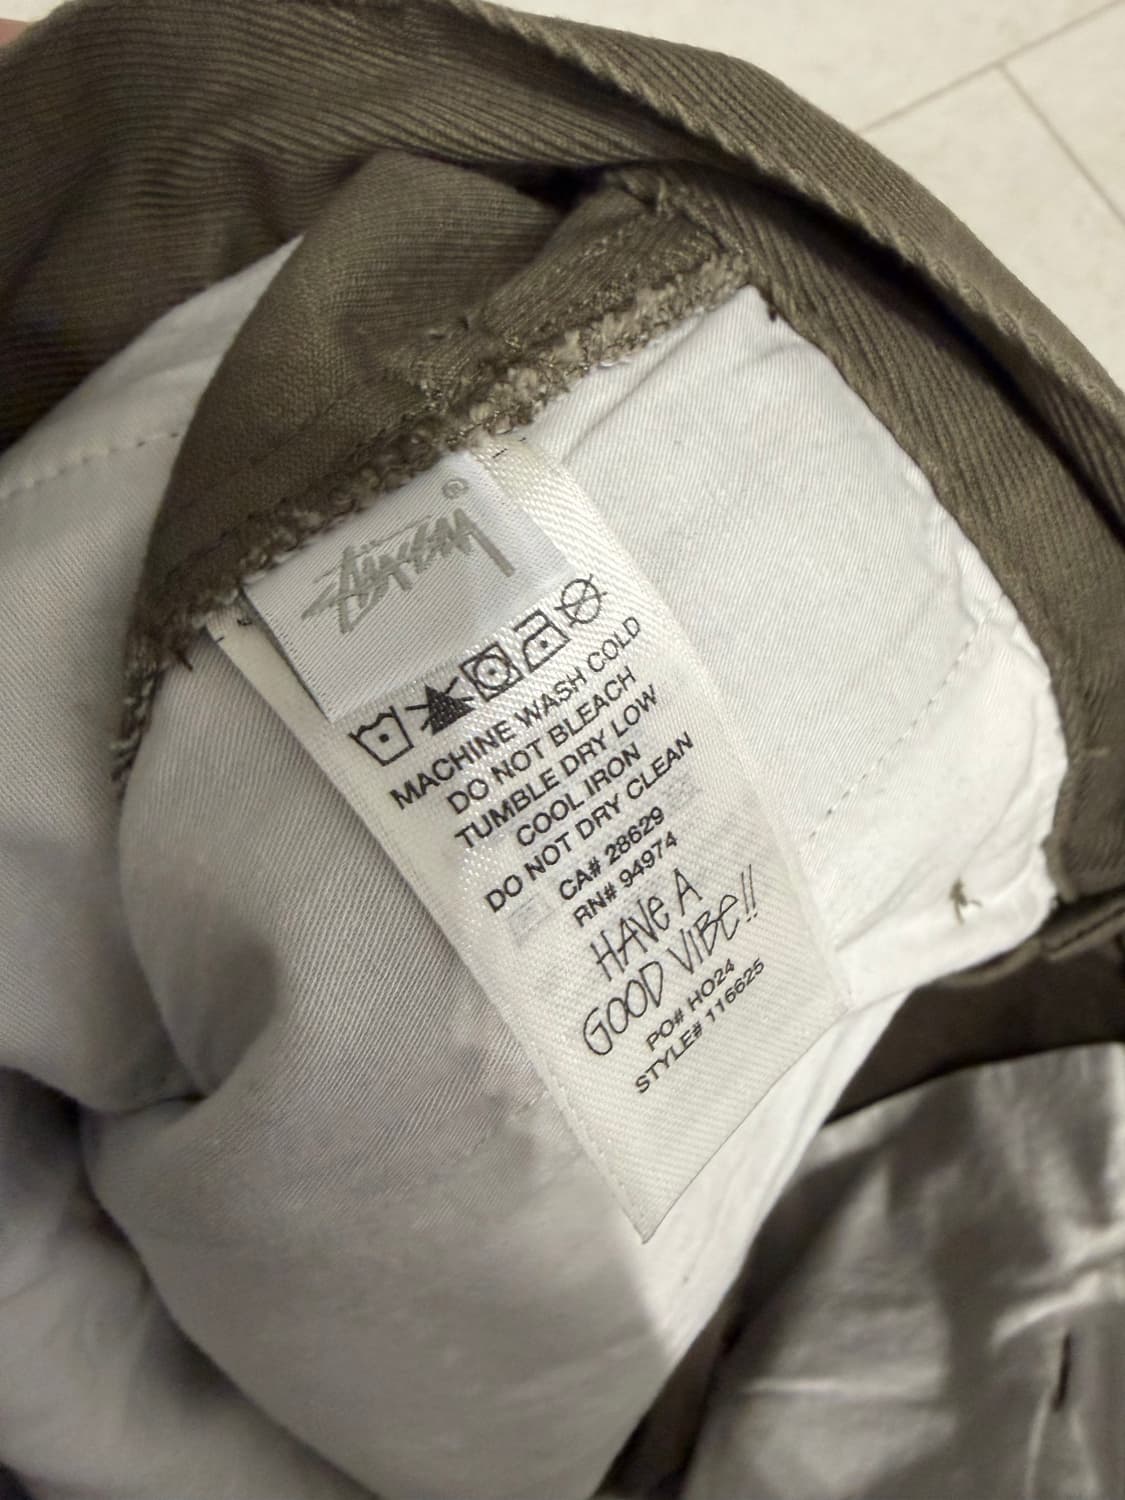 Stüssy ®
MACHINE WASH COLD
DO NOT BLEACH
TUMBLE DRY LOW
COOL IRON
DO NOT DRY CLEAN
CA# 28629
RN# 94974
HAVE A
GOOD VIBE!!
PO# HO24
STYLE# 116625